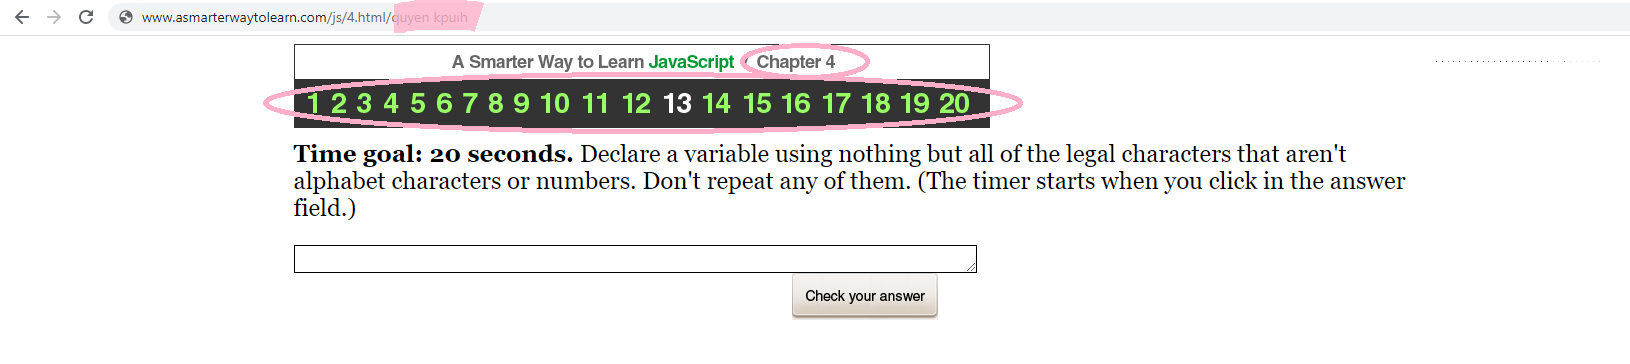 www.asmarterwaytolearn.com/js/4.html/quyen kpuih
A Smarter Way to Learn JavaScript / Chapter 4
1 2 3 4 5 6 7 8 9 10 11 12 13 14 15 16 17 18 19 20
Time goal: 20 seconds. Declare a variable using nothing but all of the legal characters that aren't
alphabet characters or numbers. Don't repeat any of them. (The timer starts when you click in the answer
field.)
Check your answer